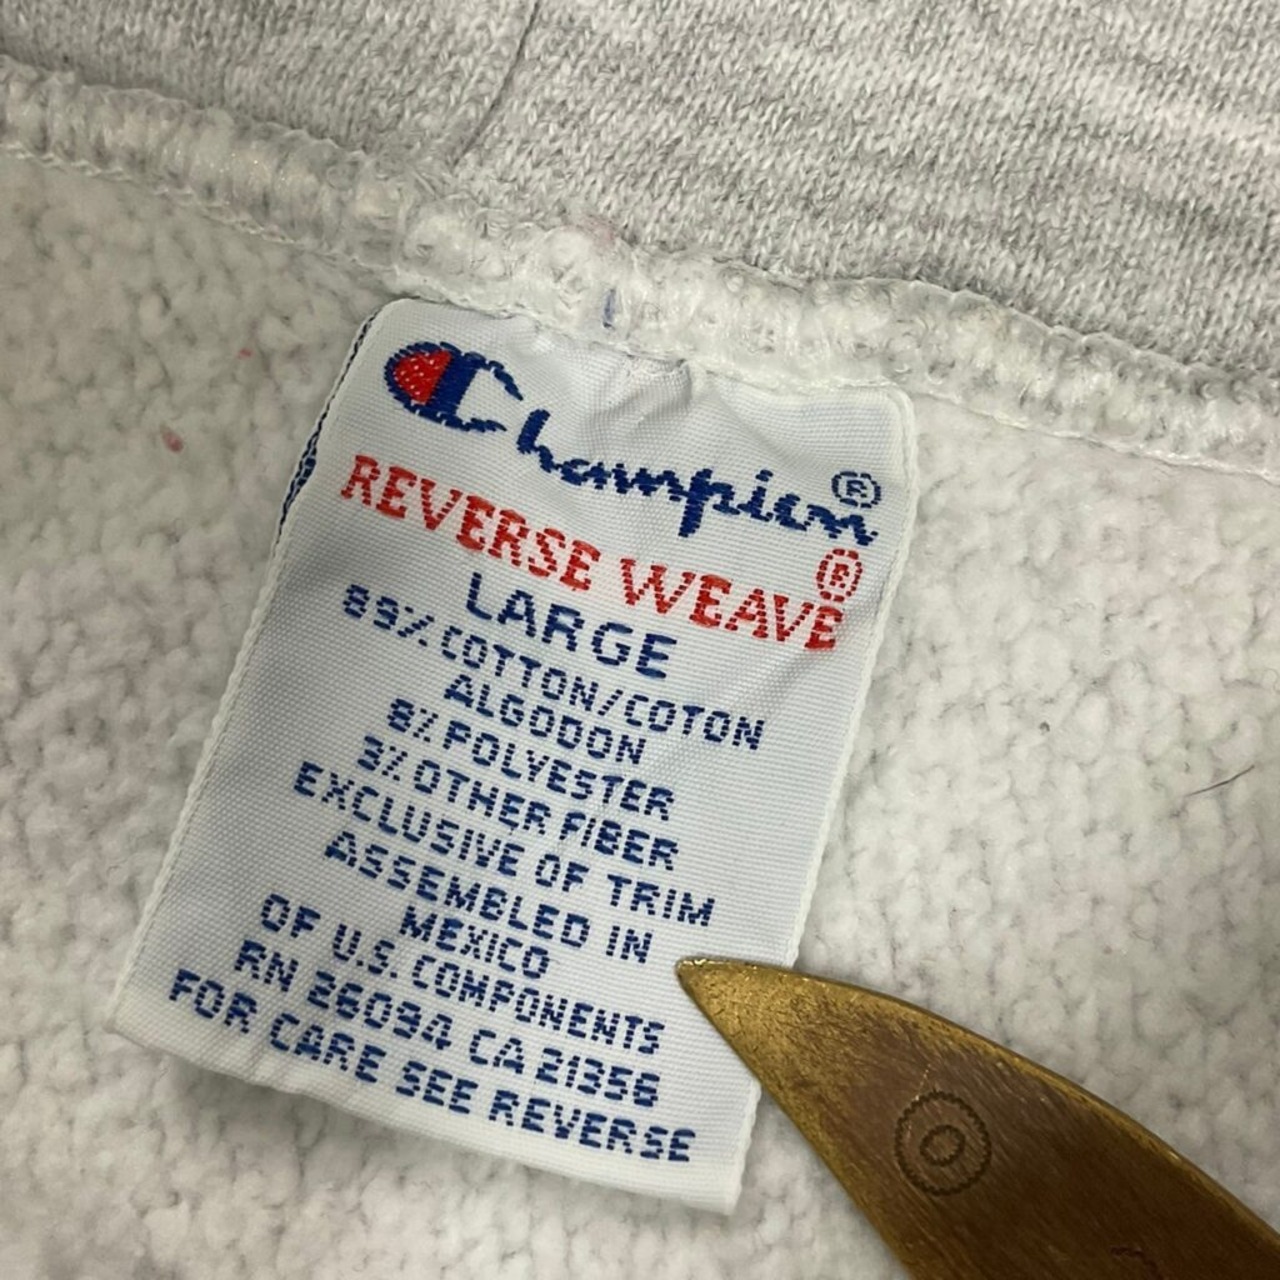 Champion®
REVERSE WEAVE®
LARGE
89% COTTON/COTON
ALGODON
8% POLYESTER
3% OTHER FIBER
EXCLUSIVE OF TRIM
ASSEMBLED IN
MEXICO
OF U.S. COMPONENTS
RN 26094 CA 21356
FOR CARE SEE REVERSE